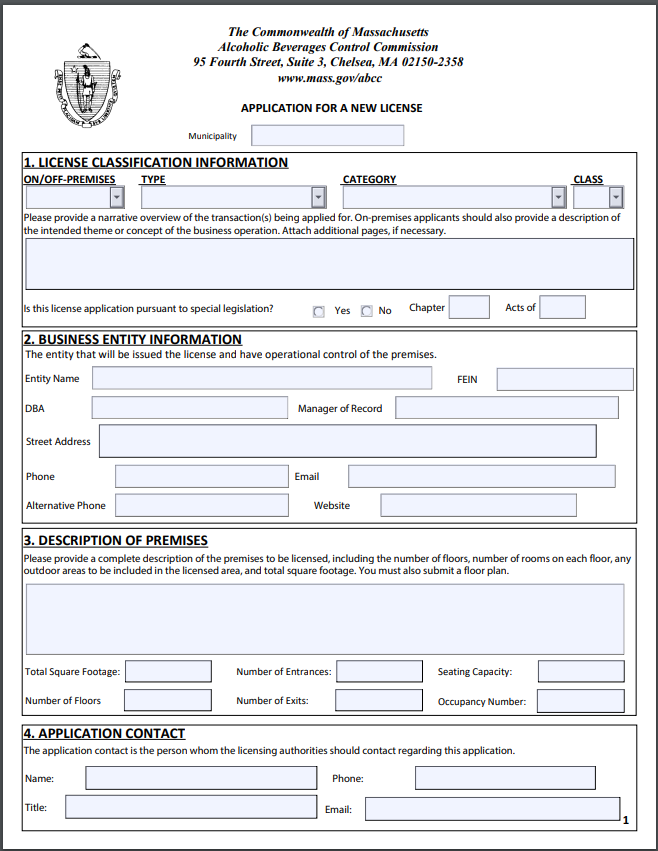 The Commonwealth of Massachusetts
Alcoholic Beverages Control Commission
95 Fourth Street, Suite 3, Chelsea, MA 02150-2358
www.mass.gov/abcc
APPLICATION FOR A NEW LICENSE
Municipality
1. LICENSE CLASSIFICATION INFORMATION
ON/OFF-PREMISES TYPE CATEGORY CLASS
Please provide a narrative overview of the transaction(s) being applied for. On-premises applicants should also provide a description of
the intended theme or concept of the business operation. Attach additional pages, if necessary.
Is this license application pursuant to special legislation? Yes No Chapter Acts of
2. BUSINESS ENTITY INFORMATION
The entity that will be issued the license and have operational control of the premises.
Entity Name FEIN
DBA Manager of Record
Street Address
Phone Email
Alternative Phone Website
3. DESCRIPTION OF PREMISES
Please provide a complete description of the premises to be licensed, including the number of floors, number of rooms on each floor, any
outdoor areas to be included in the licensed area, and total square footage. You must also submit a floor plan.
Total Square Footage: Number of Entrances: Seating Capacity:
Number of Floors Number of Exits: Occupancy Number:
4. APPLICATION CONTACT
The application contact is the person whom the licensing authorities should contact regarding this application.
Name: Phone:
Title: Email:
1